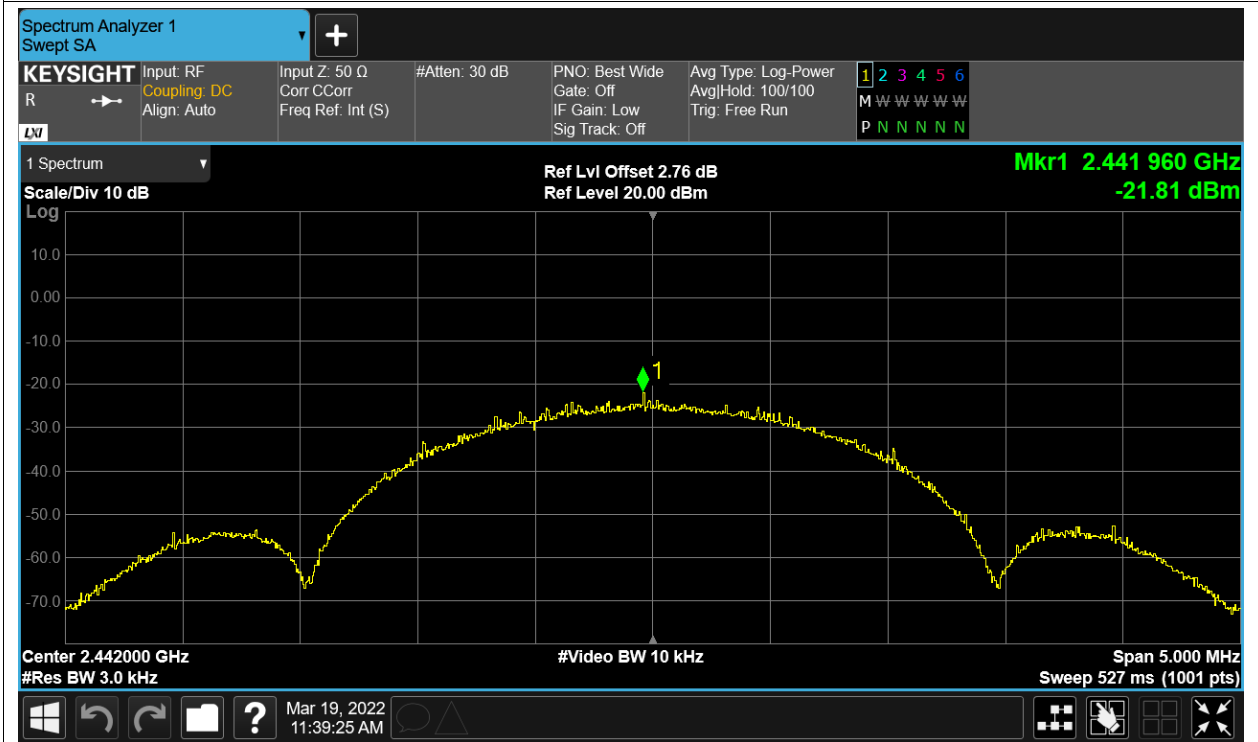 Spectrum Analyzer 1
Swept SA
+
KEYSIGHT
R
LXI
Input: RF
Coupling: DC
Align: Auto
Input Z: 50 Ω
Corr CCorr
Freq Ref: Int (S)
#Atten: 30 dB
PNO: Best Wide
Gate: Off
IF Gain: Low
Sig Track: Off
Avg Type: Log-Power
Avg|Hold: 100/100
Trig: Free Run
1 2 3 4 5 6
M W W W W W
P N N N N N
1 Spectrum
Scale/Div 10 dB
Log
Ref Lvl Offset 2.76 dB
Ref Level 20.00 dBm
Mkr1 2.441 960 GHz
-21.81 dBm
10.0
0.00
-10.0
-20.0
-30.0
-40.0
-50.0
-60.0
-70.0
1
Center 2.442000 GHz
#Res BW 3.0 kHz
#Video BW 10 kHz
Span 5.000 MHz
Sweep 527 ms (1001 pts)
?
Mar 19, 2022
11:39:25 AM